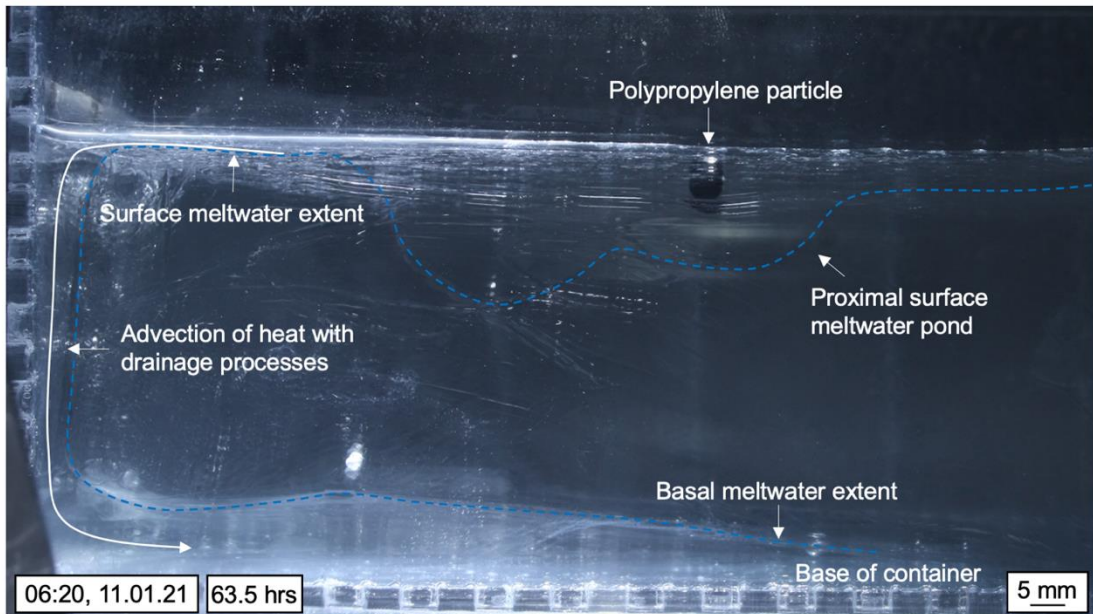 Polypropylene particle
Surface meltwater extent
Proximal surface
meltwater pond
Advection of heat with
drainage processes
Basal meltwater extent
Base of container
06:20, 11.01.21
63.5 hrs
5 mm